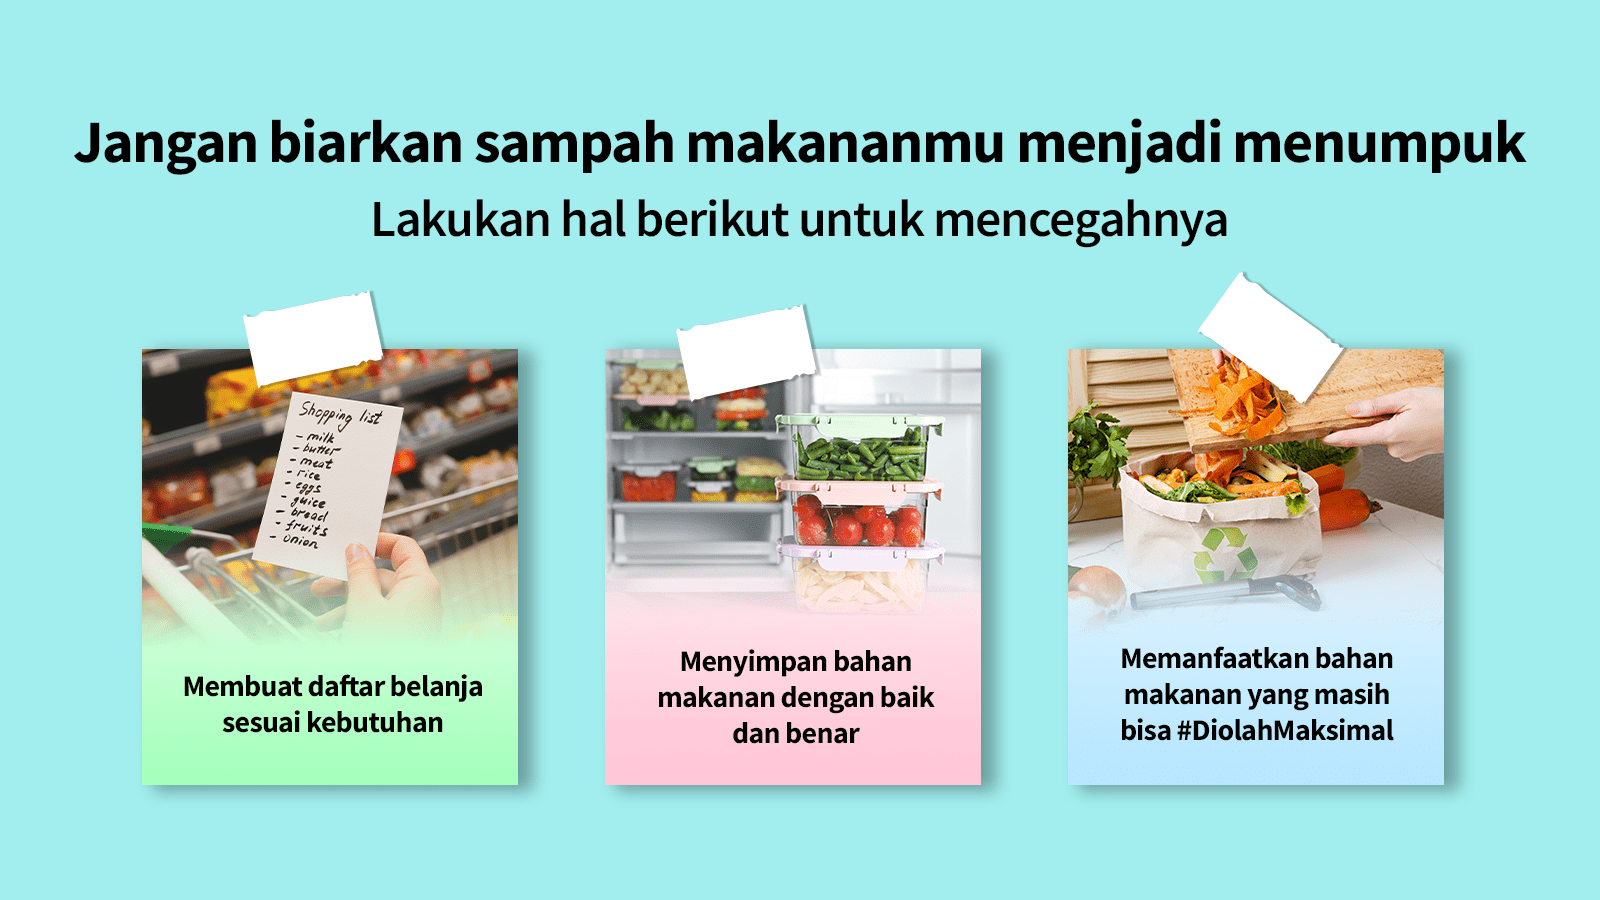 Jangan biarkan sampah makananmu menjadi menumpuk
Lakukan hal berikut untuk mencegahnya
Shopping list
- milk
- butter
- meat
- rice
- eggs
- guice
- bread
- fruits
- onion
Membuat daftar belanja
sesuai kebutuhan
Menyimpan bahan
makanan dengan baik
dan benar
Memanfaatkan bahan
makanan yang masih
bisa #DiolahMaksimal